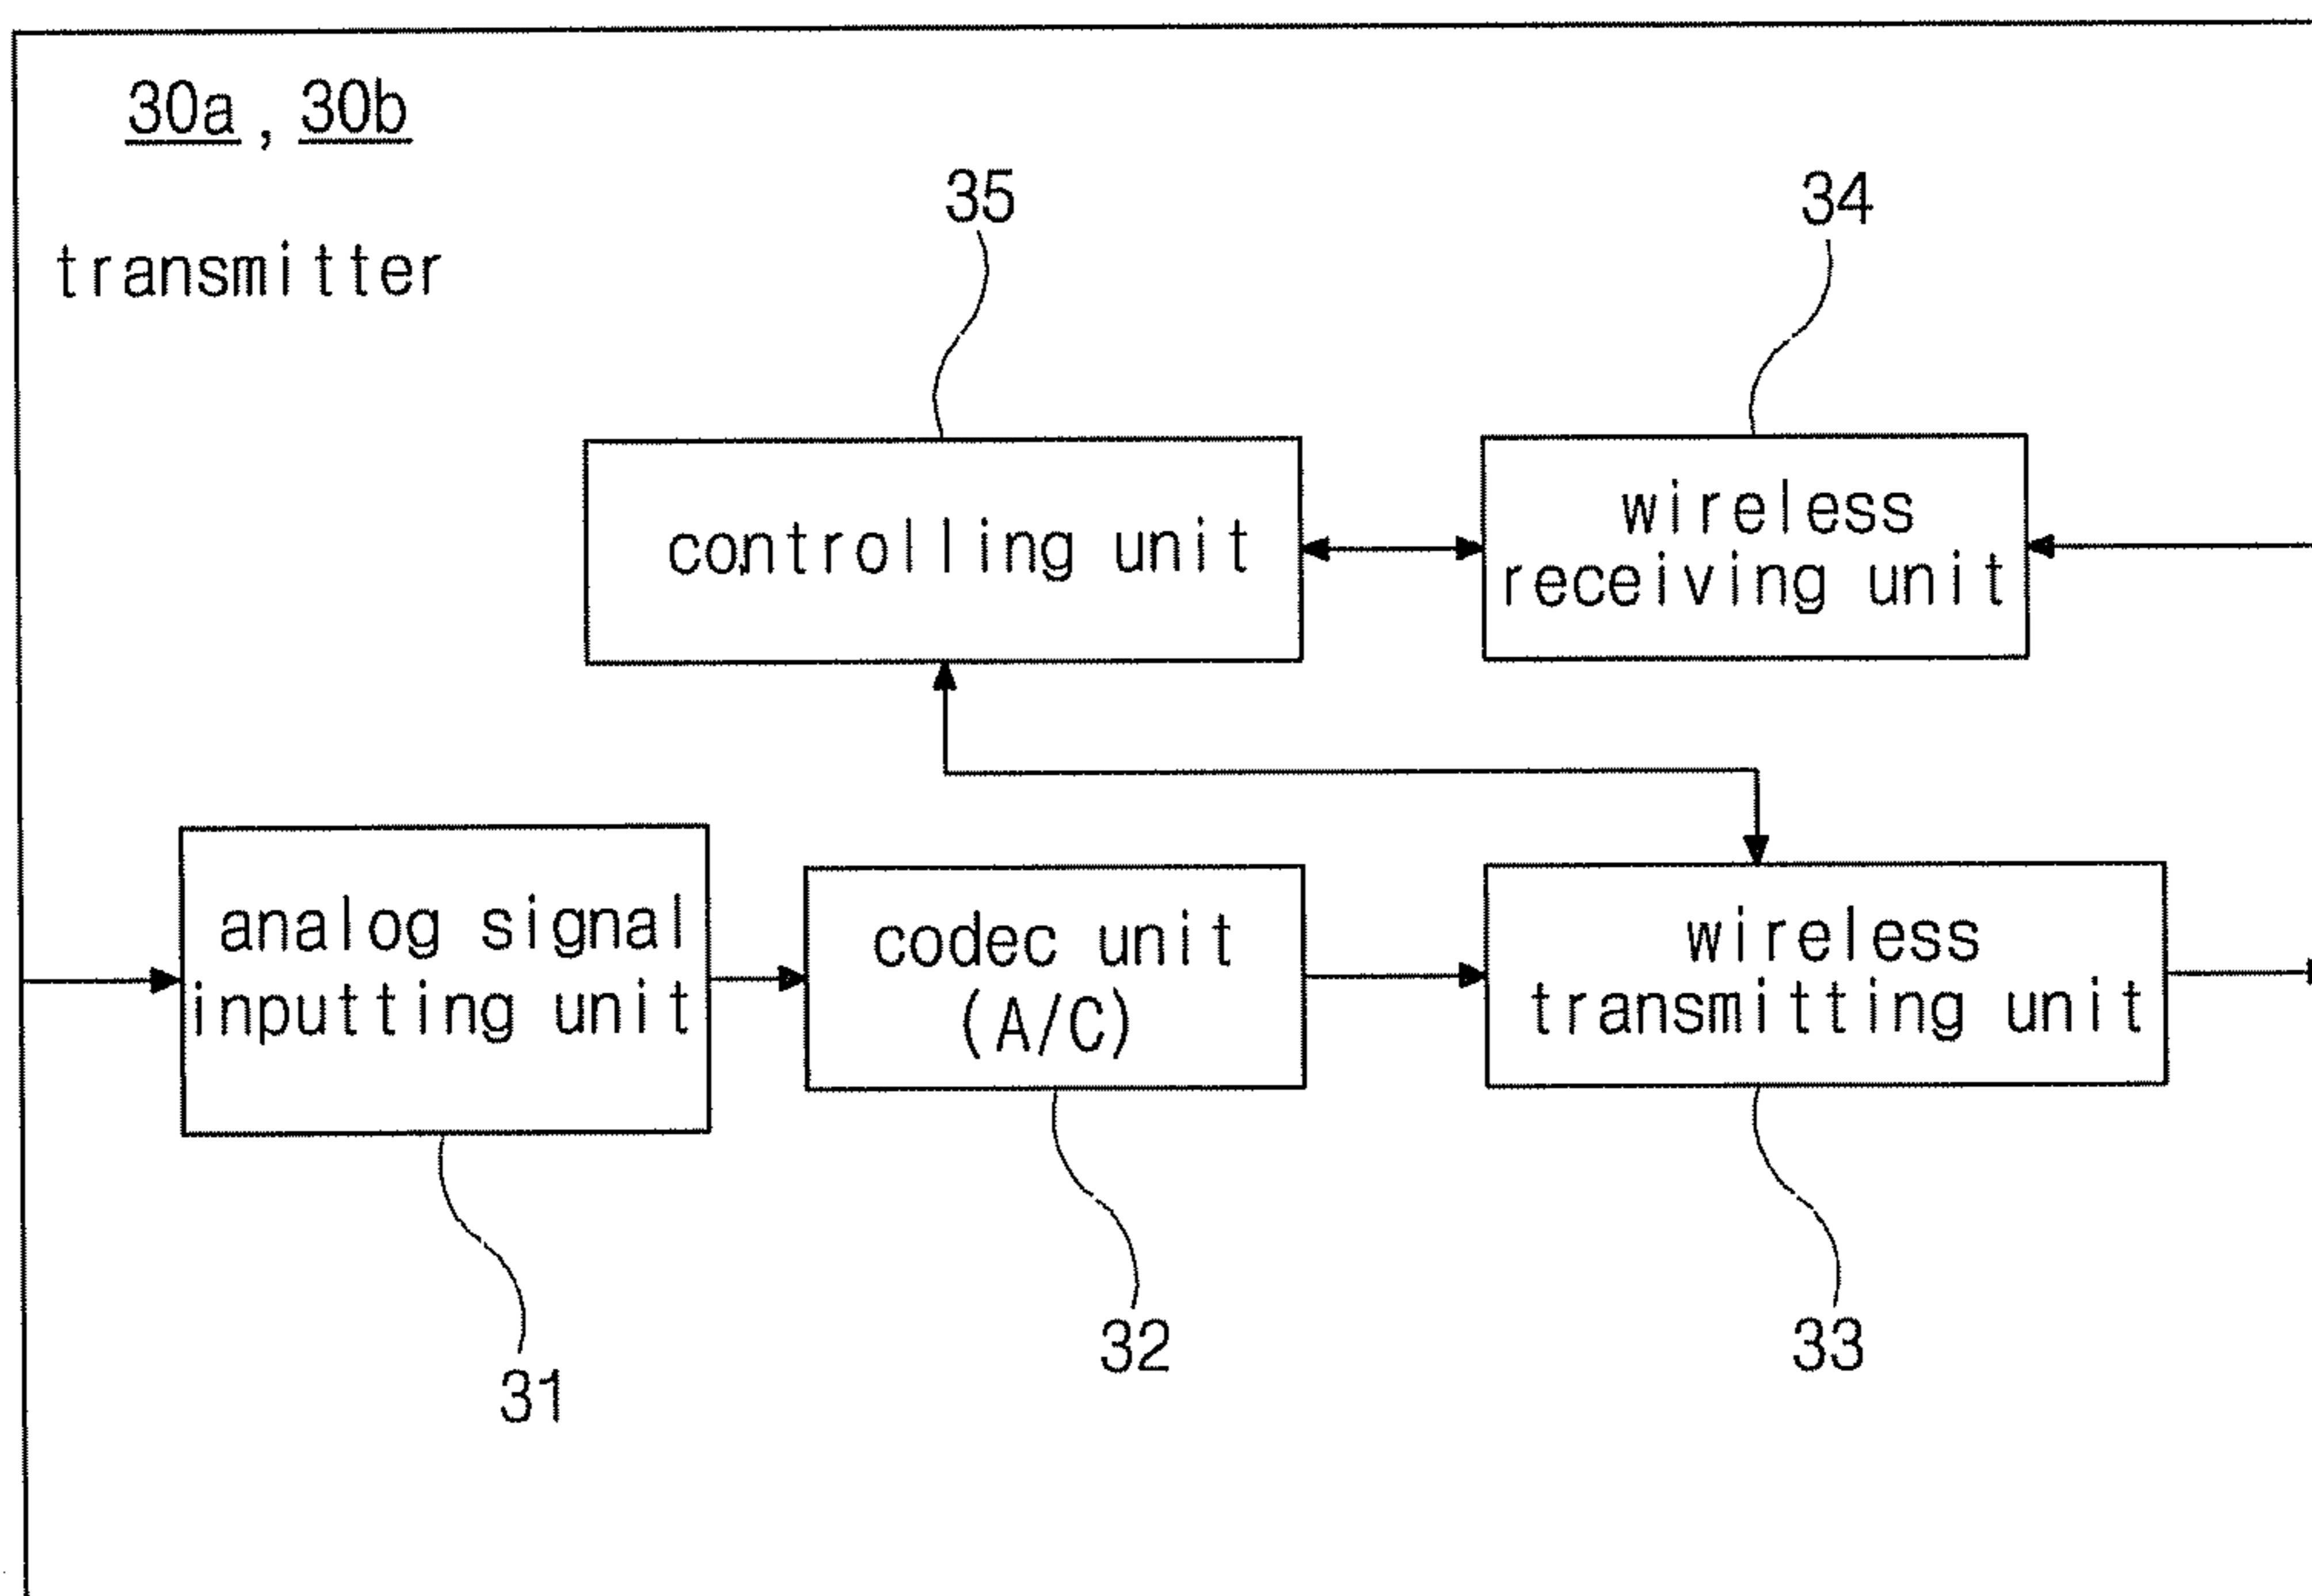 30a, 30b
transmitter
35
34
controlling unit
wireless
receiving unit
analog signal
inputting unit
codec unit
(A/C)
wireless
transmitting unit
31
32
33